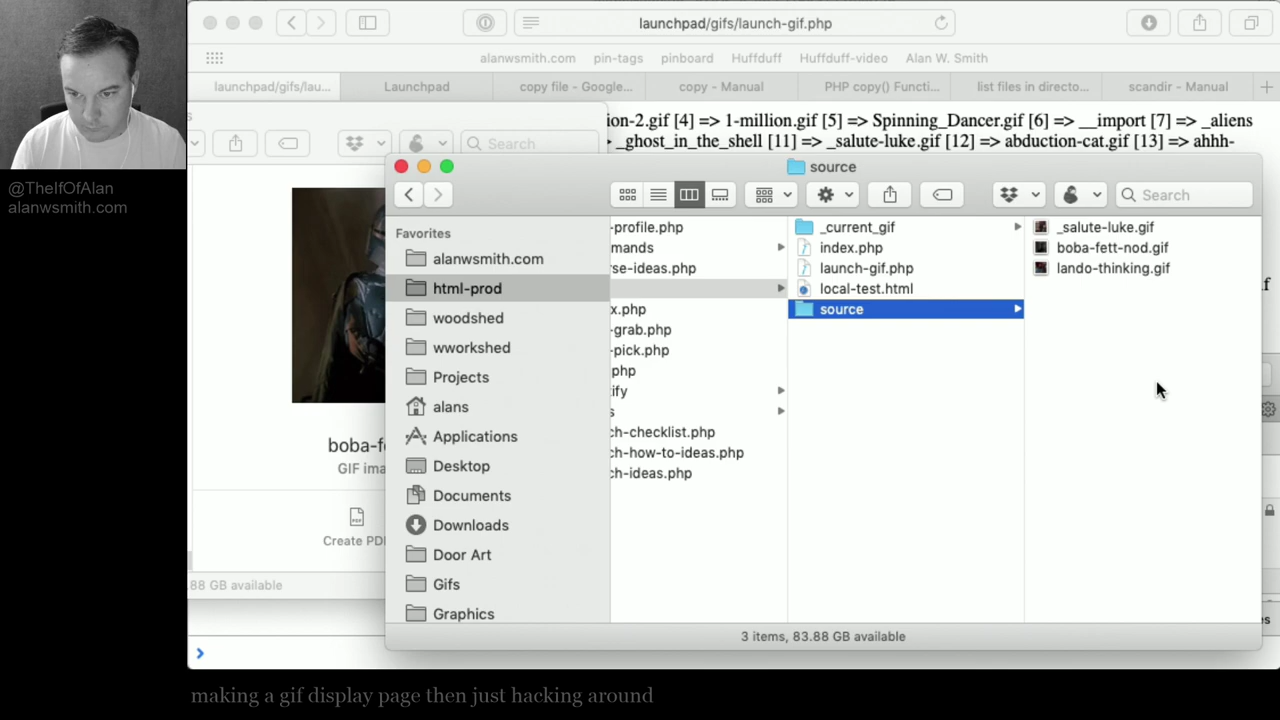 launchpad/gifs/launch-gif.php
alanwsmith.com pin-tags pinboard Huffduff Huffduff-video Alan W. Smith
launchpad/gifs/lau... Launchpad copy file - Google... copy - Manual PHP copy() Functi... list files in directo... scandir - Manual
ion-2.gif [4] => 1-million.gif [5] => Spinning_Dancer.gif [6] => __import [7] => _aliens
_ghost_in_the_shell [11] => _salute-luke.gif [12] => abduction-cat.gif [13] => ahhh-
Search
source
Search
@TheIfOfAlan
alanwsmith.com
Favorites
alanwsmith.com
html-prod
woodshed
wworkshed
Projects
alans
Applications
Desktop
Documents
Downloads
Door Art
Gifs
Graphics
-profile.php
mands
se-ideas.php
x.php
-grab.php
-pick.php
php
ify
s
ch-checklist.php
ch-how-to-ideas.php
ch-ideas.php
_current_gif
index.php
launch-gif.php
local-test.html
source
_salute-luke.gif
boba-fett-nod.gif
lando-thinking.gif
boba-f
GIF ima
PDF
Create PD
88 GB available
3 items, 83.88 GB available
making a gif display page then just hacking around